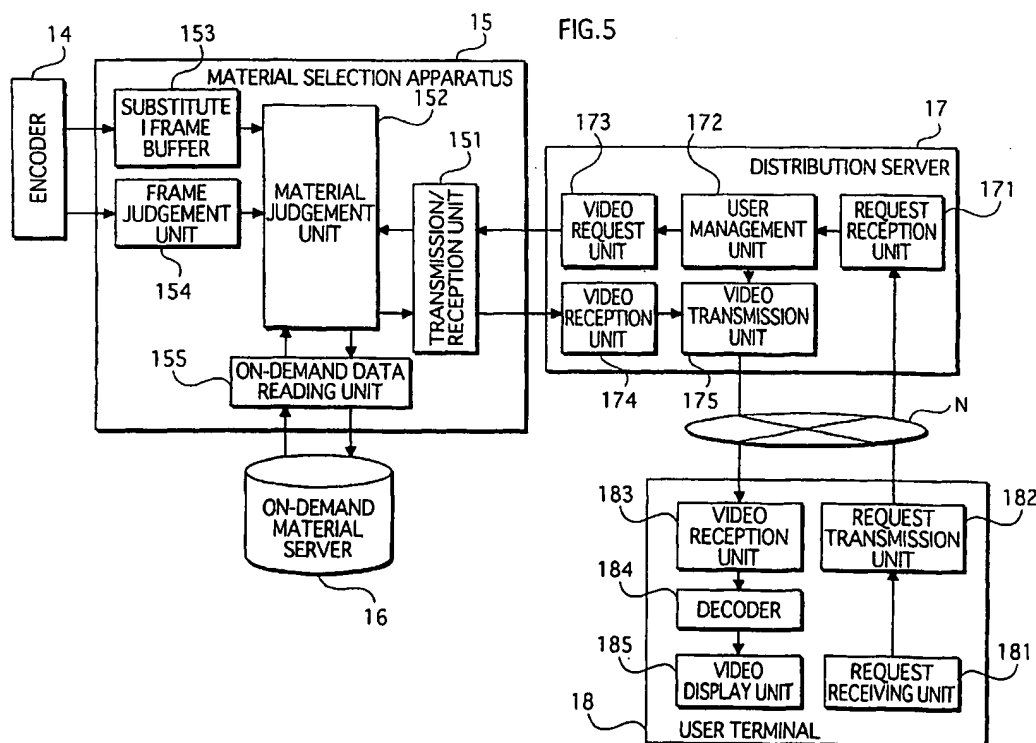 FIG.5
14
ENCODER
15
MATERIAL SELECTION APPARATUS
153
SUBSTITUTE
I FRAME
BUFFER
FRAME
JUDGEMENT
UNIT
154
152
MATERIAL
JUDGEMENT
UNIT
151
TRANSMISSION/
RECEPTION UNIT
155
ON-DEMAND DATA
READING UNIT
ON-DEMAND
MATERIAL
SERVER
16
17
DISTRIBUTION SERVER
173
VIDEO
REQUEST
UNIT
172
USER
MANAGEMENT
UNIT
171
REQUEST
RECEPTION
UNIT
VIDEO
RECEPTION
UNIT
174
VIDEO
TRANSMISSION
UNIT
175
N
183
VIDEO
RECEPTION
UNIT
182
REQUEST
TRANSMISSION
UNIT
184
DECODER
185
VIDEO
DISPLAY UNIT
181
REQUEST
RECEIVING UNIT
18
USER TERMINAL